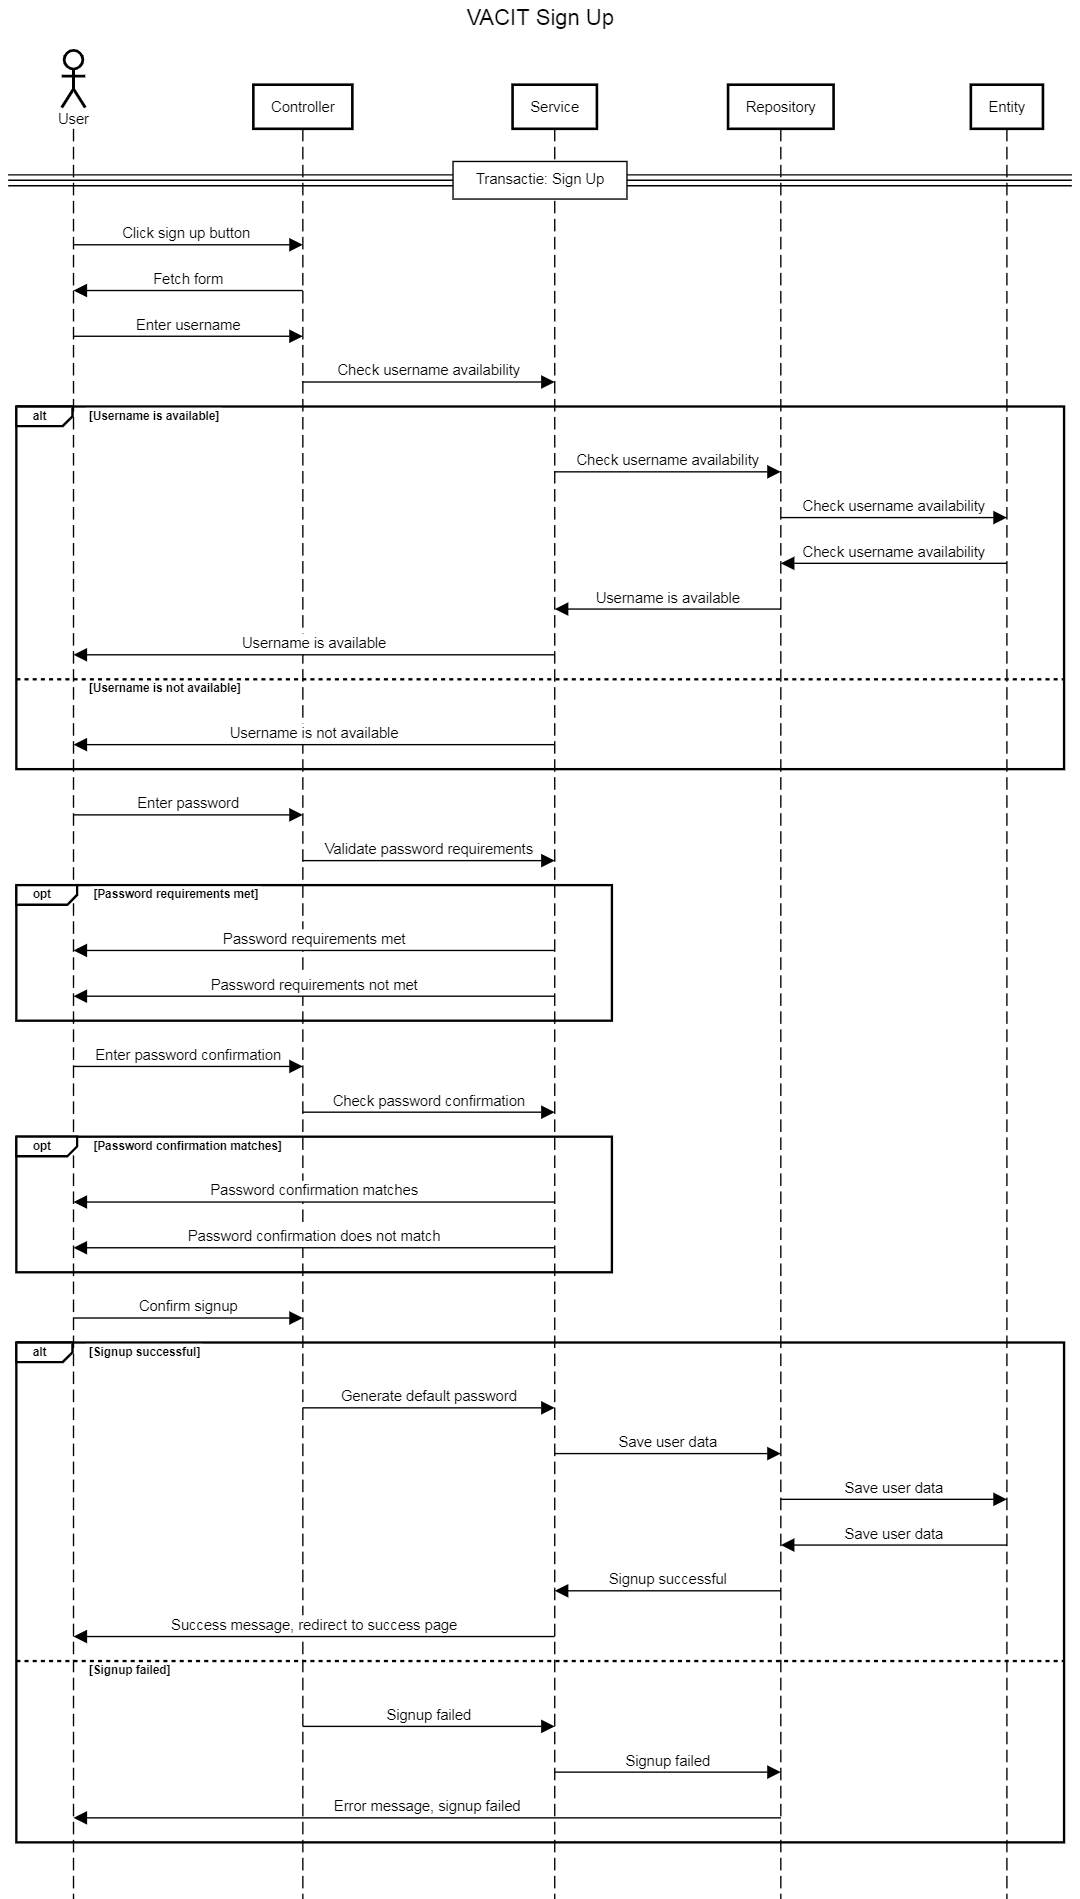 VACIT Sign Up
User
Controller
Service
Repository
Entity
Transactie: Sign Up
Click sign up button
Fetch form
Enter username
Check username availability
alt
[Username is available]
Check username availability
Check username availability
Check username availability
Username is available
Username is available
[Username is not available]
Username is not available
Enter password
Validate password requirements
opt
[Password requirements met]
Password requirements met
Password requirements not met
Enter password confirmation
Check password confirmation
opt
[Password confirmation matches]
Password confirmation matches
Password confirmation does not match
Confirm signup
alt
[Signup successful]
Generate default password
Save user data
Save user data
Save user data
Signup successful
Success message, redirect to success page
[Signup failed]
Signup failed
Signup failed
Error message, signup failed